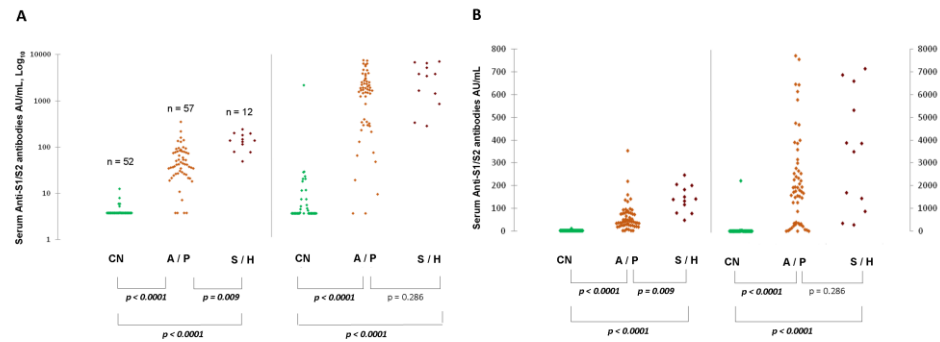 A
Serum Anti-S1/S2 antibodies AU/mL, Log₁₀
10000
1000
100
10
1
n = 52
n = 57
n = 12
CN A / P S / H CN A / P S / H
p < 0.0001 p = 0.009 p < 0.0001 p = 0.286
p < 0.0001 p < 0.0001
B
Serum Anti-S1/S2 antibodies AU/mL
800
700
600
500
400
300
200
100
0
8000
7000
6000
5000
4000
3000
2000
1000
0
CN A / P S / H CN A / P S / H
p < 0.0001 p = 0.009 p < 0.0001 p = 0.286
p < 0.0001 p < 0.0001